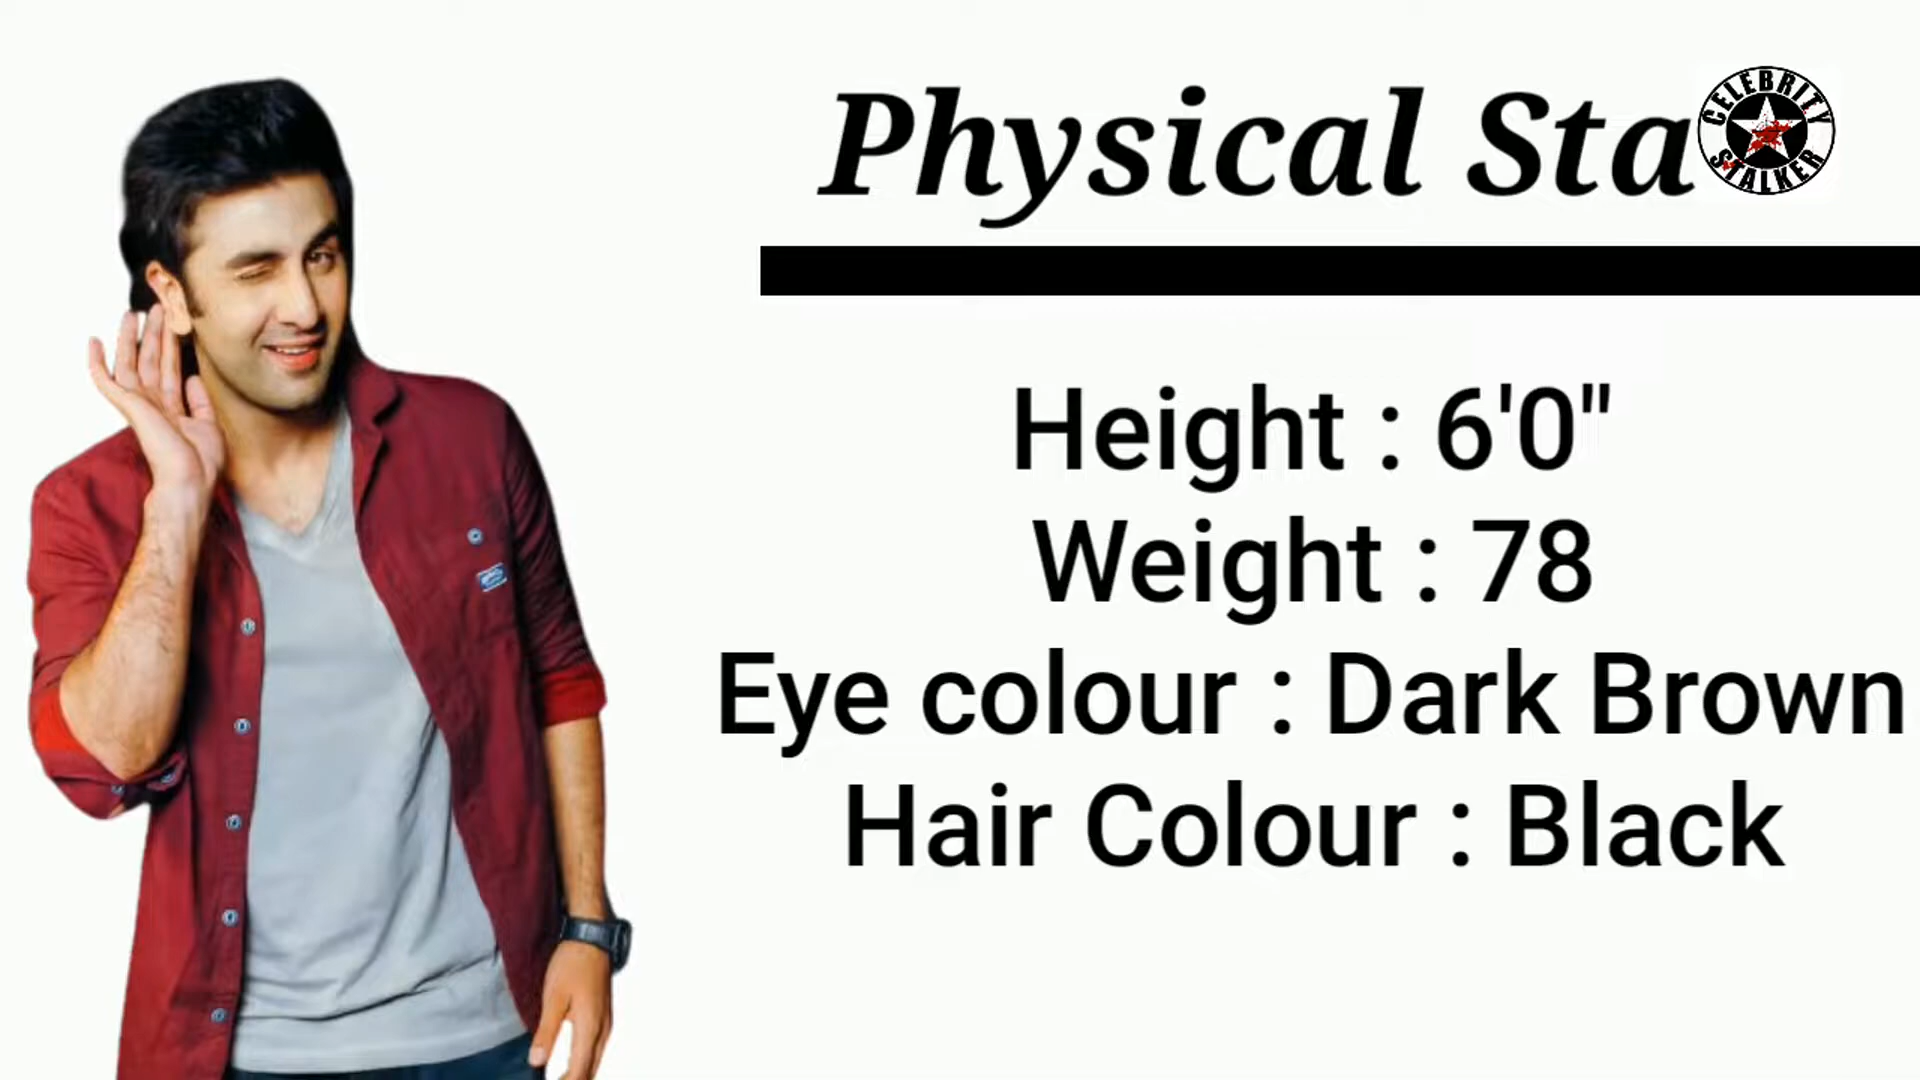 Physical Sta
CELEBRITY
STALKER
Height : 6'0"
Weight : 78
Eye colour : Dark Brown
Hair Colour : Black